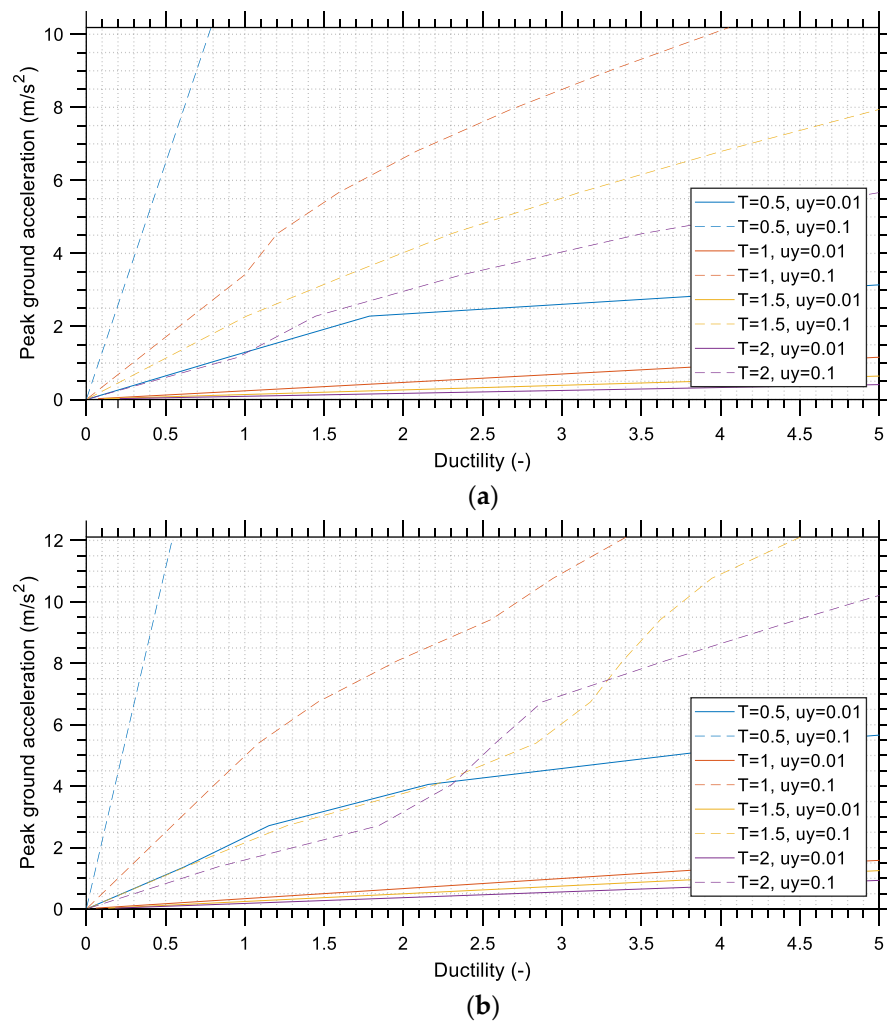 10
8
6
4
2
0
Peak ground acceleration (m/s²)
T=0.5, uy=0.01
T=0.5, uy=0.1
T=1, uy=0.01
T=1, uy=0.1
T=1.5, uy=0.01
T=1.5, uy=0.1
T=2, uy=0.01
T=2, uy=0.1
0 0.5 1 1.5 2 2.5 3 3.5 4 4.5 5
Ductility (-)
(a)
12
10
8
6
4
2
0
Peak ground acceleration (m/s²)
T=0.5, uy=0.01
T=0.5, uy=0.1
T=1, uy=0.01
T=1, uy=0.1
T=1.5, uy=0.01
T=1.5, uy=0.1
T=2, uy=0.01
T=2, uy=0.1
0 0.5 1 1.5 2 2.5 3 3.5 4 4.5 5
Ductility (-)
(b)